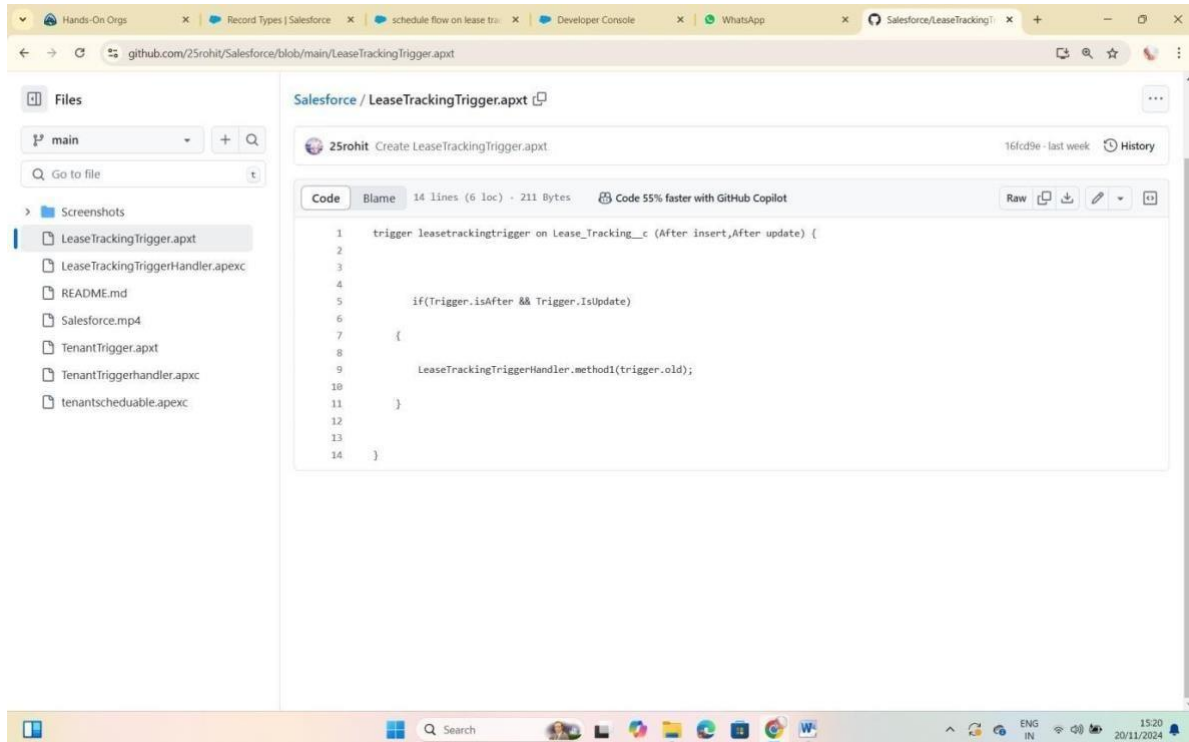 Hands-On Orgs
Record Types | Salesforce
schedule flow on lease trac
Developer Console
WhatsApp
Salesforce/LeaseTrackingT
github.com/25rohit/Salesforce/blob/main/LeaseTrackingTrigger.apxt
Files
main
Go to file
t
Screenshots
LeaseTrackingTrigger.apxt
LeaseTrackingTriggerHandler.apexc
README.md
Salesforce.mp4
TenantTrigger.apxt
TenantTriggerhandler.apxc
tenantscheduable.apexc
Salesforce / LeaseTrackingTrigger.apxt
25rohit Create LeaseTrackingTrigger.apxt
16fcd9e · last week History
Code Blame 14 lines (6 loc) · 211 Bytes Code 55% faster with GitHub Copilot Raw
1 trigger leasetrackingtrigger on Lease_Tracking__c (After insert,After update) {
2
3
4
5 if(Trigger.isAfter && Trigger.IsUpdate)
6
7 {
8
9 LeaseTrackingTriggerHandler.method1(trigger.old);
10
11 }
12
13
14 }
Search
ENG
IN
15:20
20/11/2024